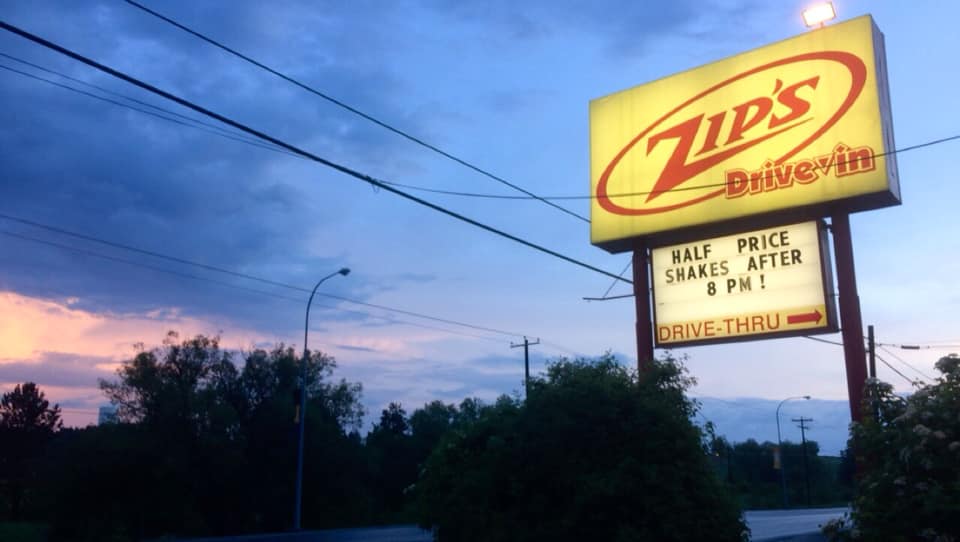 ZIP'S
Drive in
HALF PRICE
SHAKES AFTER
8 PM!
DRIVE-THRU